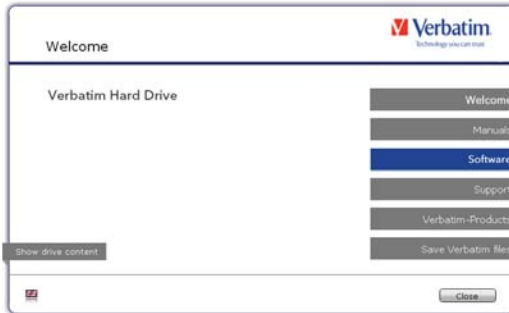 Welcome
Verbatim
Technology you can trust
Verbatim Hard Drive
Welcome
Manuals
Software
Support
Verbatim-Products
Save Verbatim files
Show drive content
Close